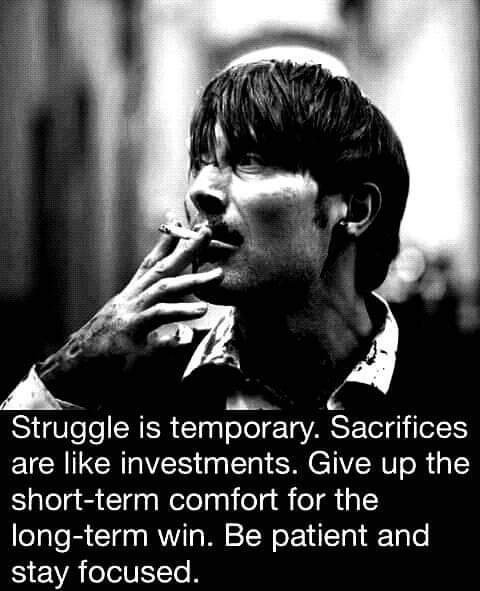 Struggle is temporary. Sacrifices
are like investments. Give up the
short-term comfort for the
long-term win. Be patient and
stay focused.